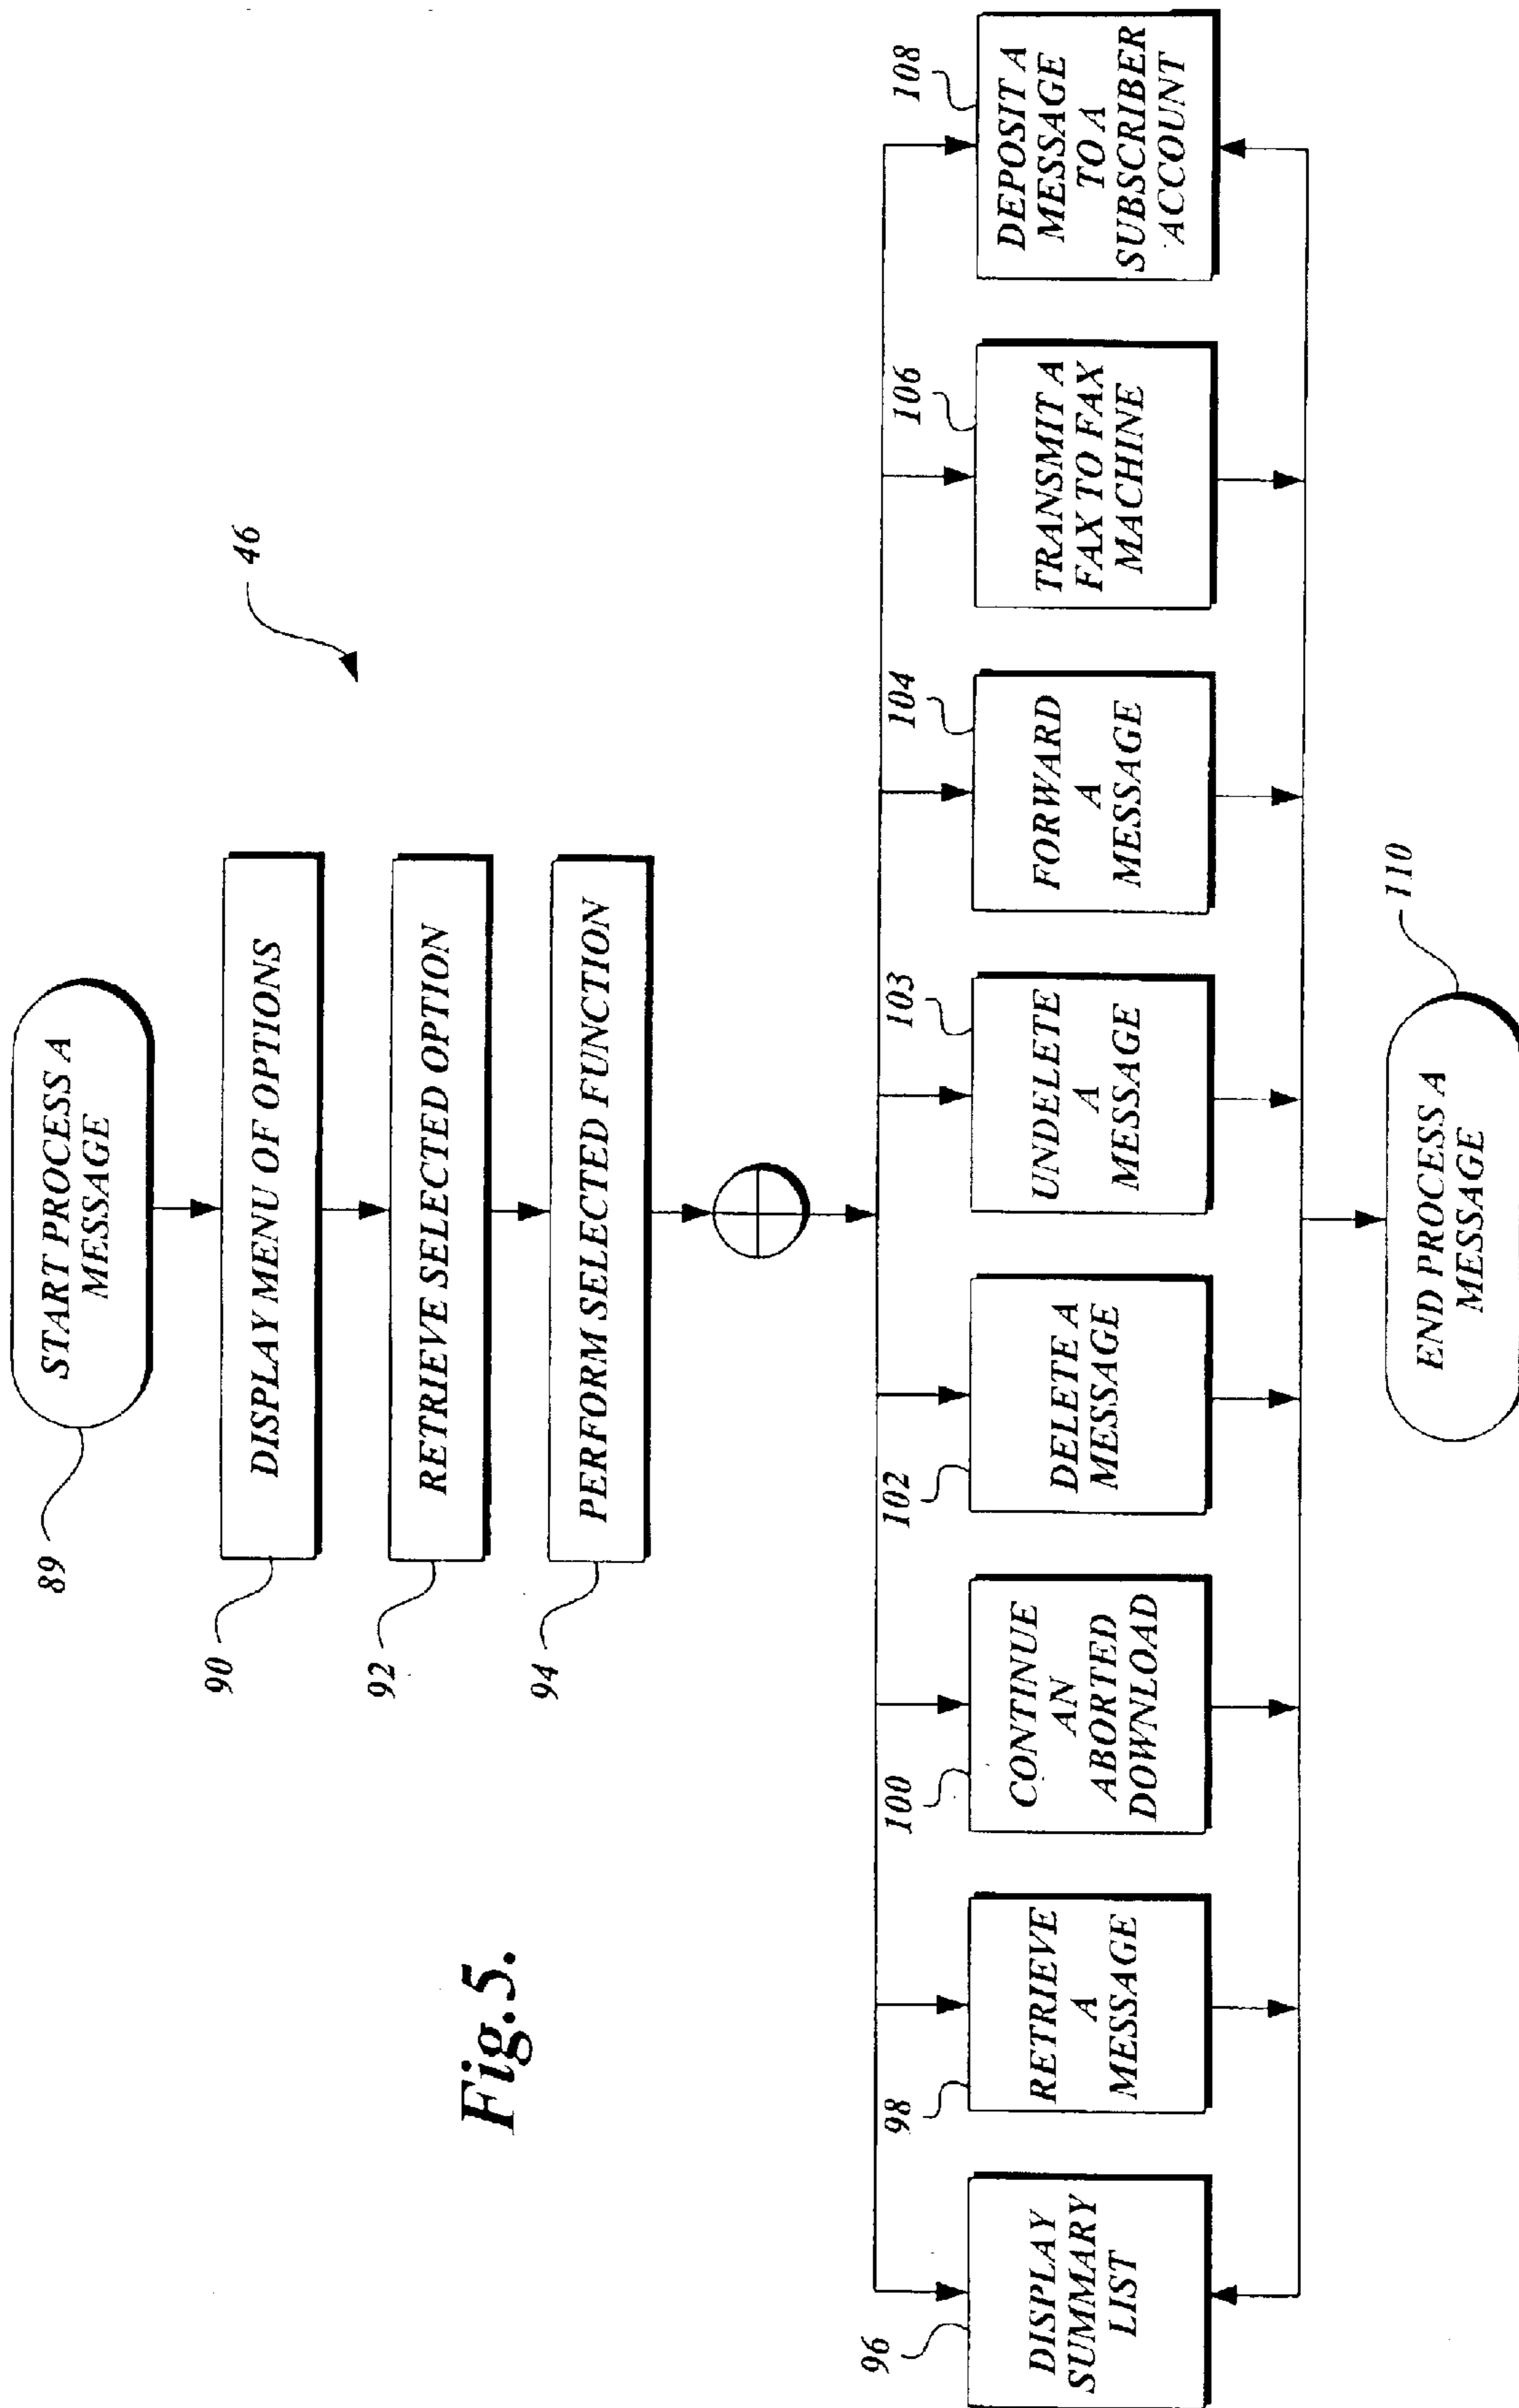 46
START PROCESS A
MESSAGE
89
DISPLAY MENU OF OPTIONS
90
RETRIEVE SELECTED OPTION
92
PERFORM SELECTED FUNCTION
94
Fig.5.
96
DISPLAY
SUMMARY
LIST
98
RETRIEVE
A
MESSAGE
100
CONTINUE
AN
ABORTED
DOWNLOAD
102
DELETE A
MESSAGE
103
UNDELETE
A
MESSAGE
104
FORWARD
A
MESSAGE
106
TRANSMIT A
FAX TO FAX
MACHINE
108
DEPOSIT A
MESSAGE
TO A
SUBSCRIBER
ACCOUNT
110
END PROCESS A
MESSAGE